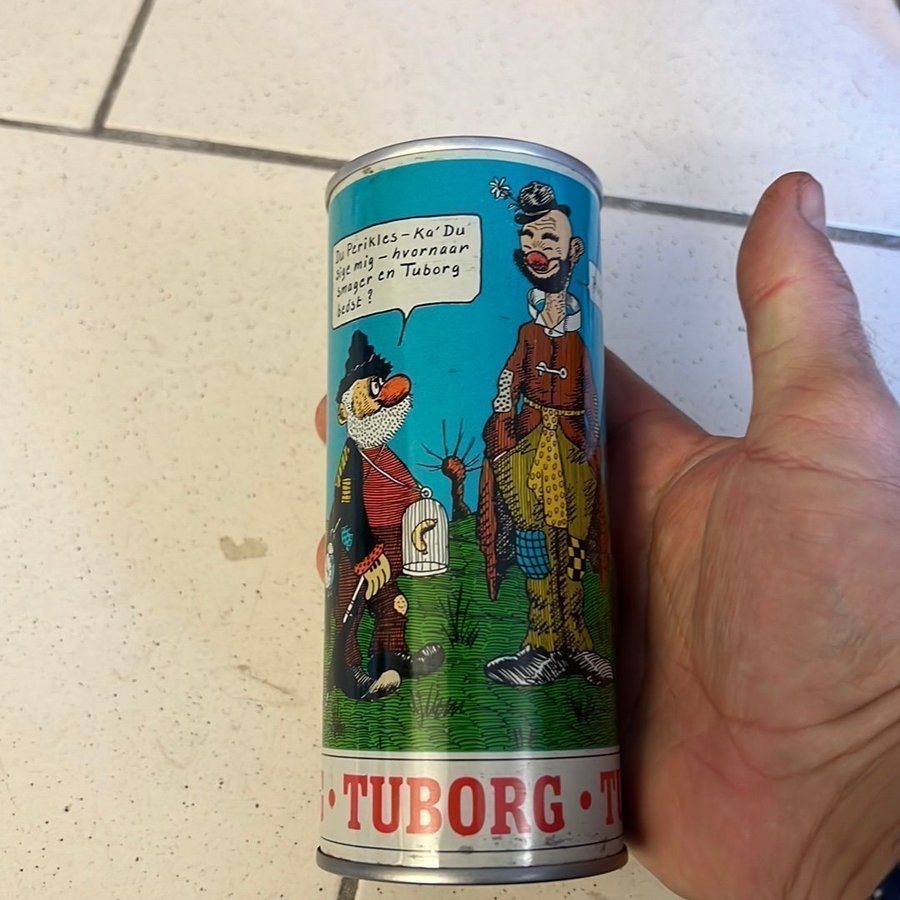 Du Perikles - Ka' Du
sige mig - hvornaar
smager en Tuborg
bedst?
· TUBORG ·